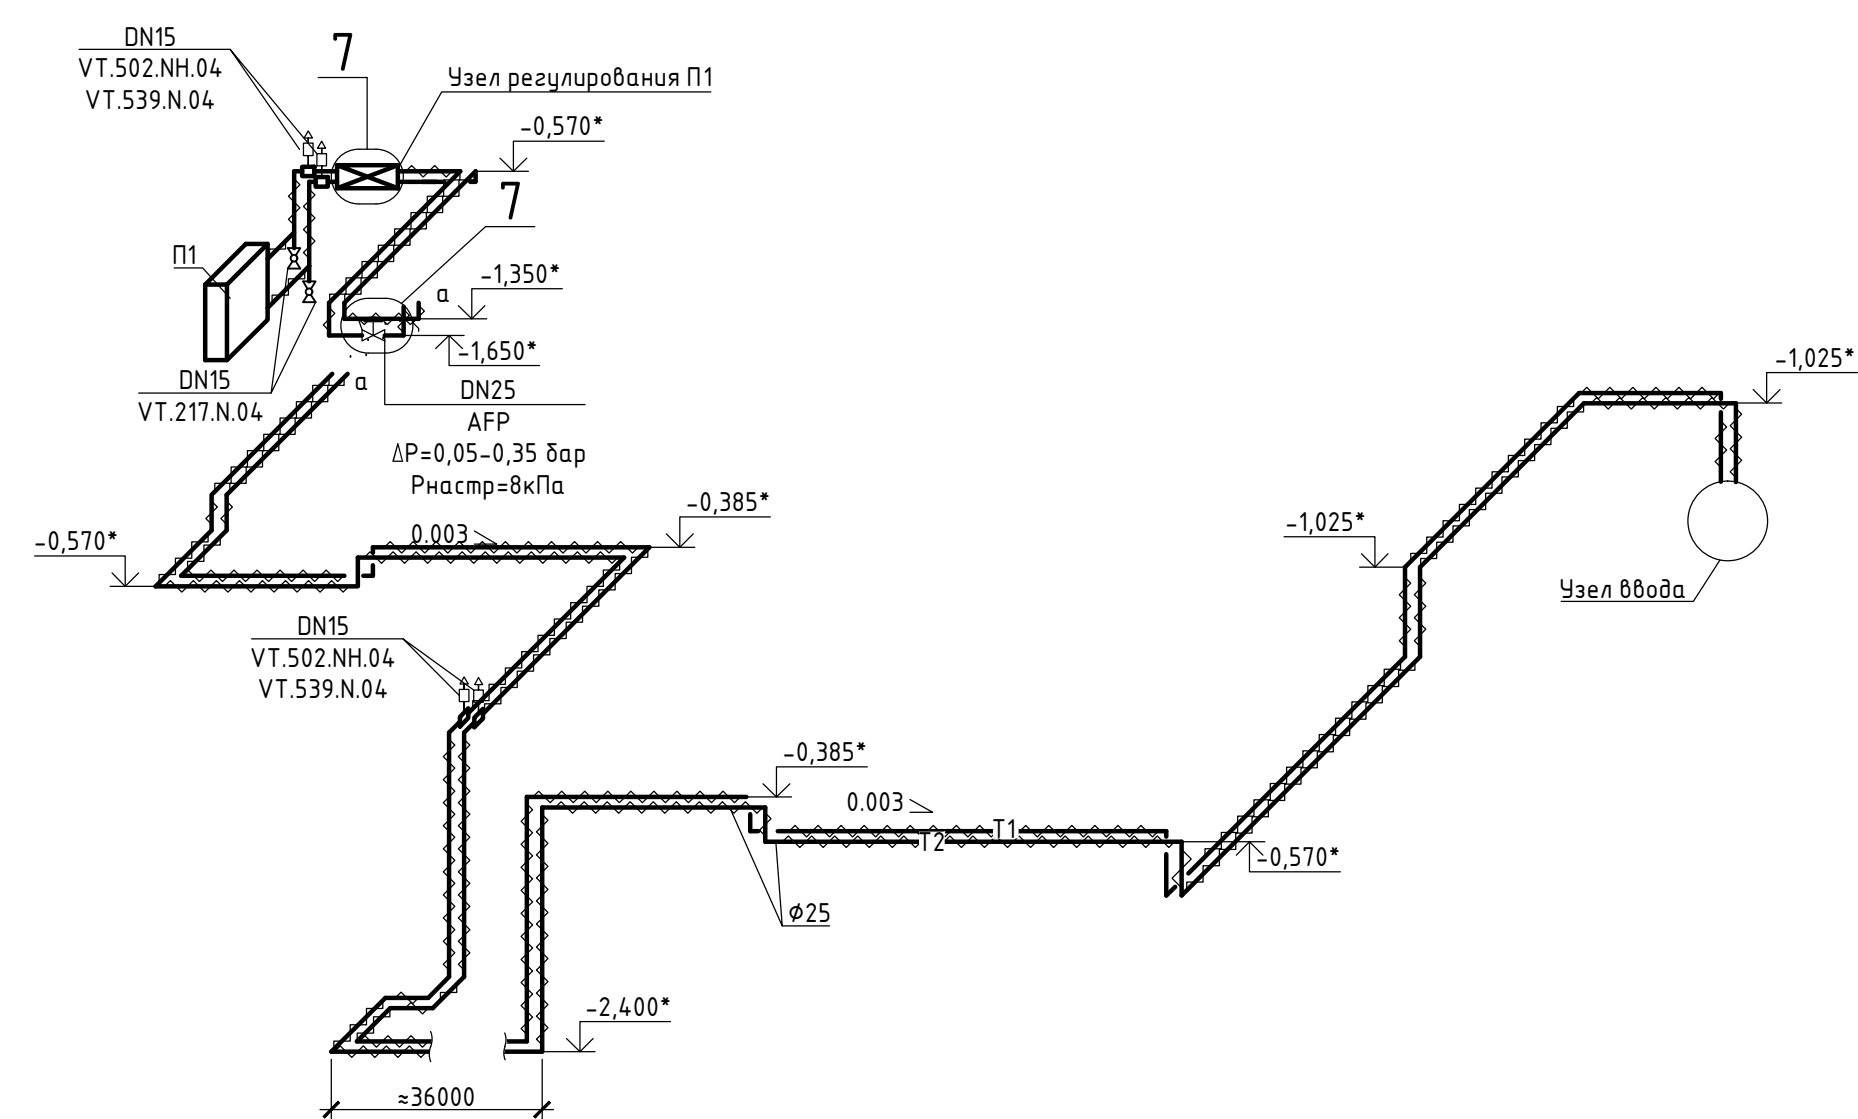 DN15
VT.502.NH.04
VT.539.N.04
7
Узел регулирования П1
-0,570*
7
П1
-1,350*
а
-1,650*
DN15
VT.217.N.04
а
DN25
AFP
ΔP=0,05-0,35 бар
Рнастр=8кПа
-1,025*
-0,385*
0.003
-0,570*
-1,025*
Узел ввода
DN15
VT.502.NH.04
VT.539.N.04
-0,385*
0.003
T1
T2
-0,570*
ϕ25
-2,400*
≈36000